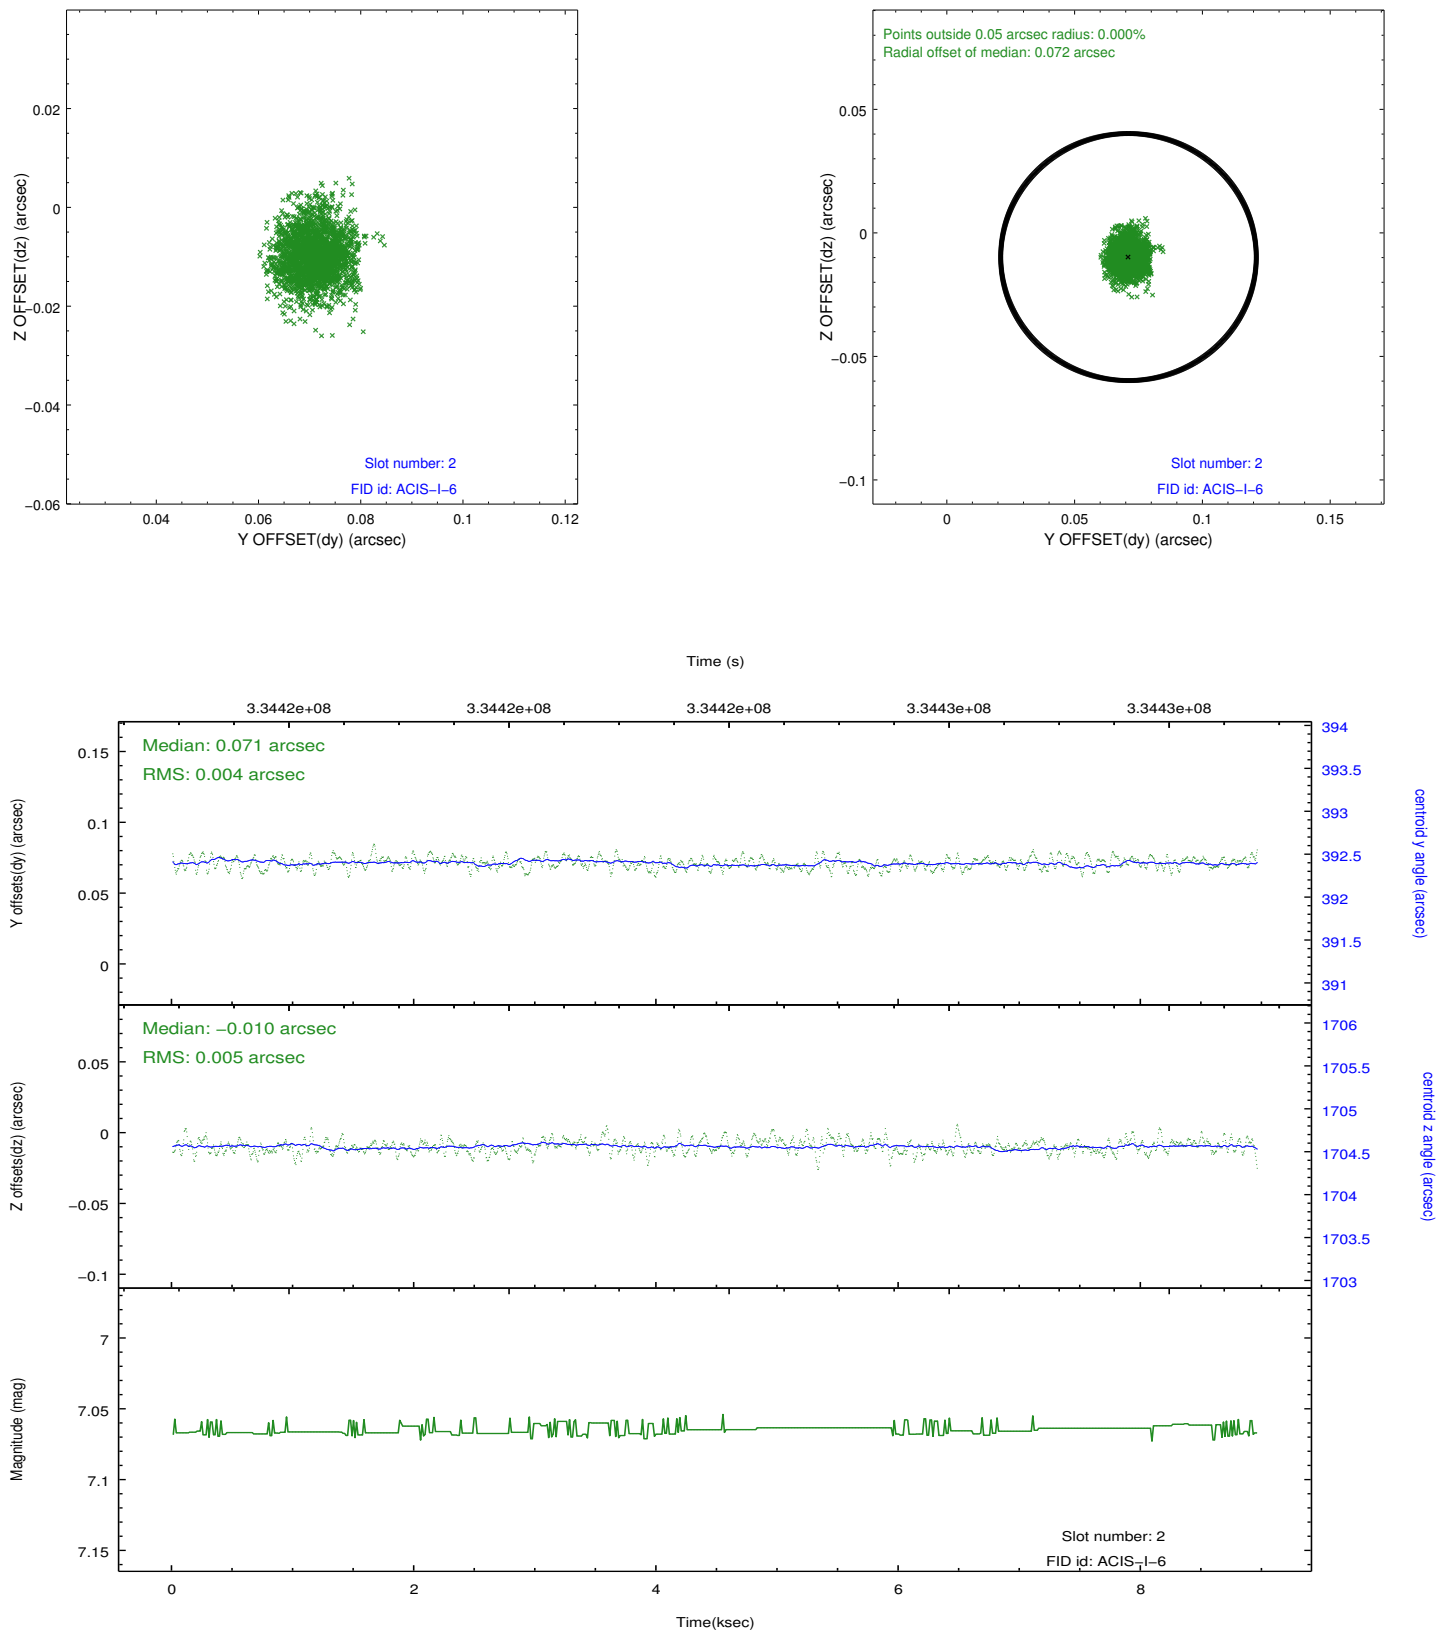 0.02
0
−0.02
−0.04
−0.06
Z OFFSET(dz) (arcsec)
Slot number: 2
FID id: ACIS−I−6
0.04 0.06 0.08 0.1 0.12
Y OFFSET(dy) (arcsec)
Points outside 0.05 arcsec radius: 0.000%
Radial offset of median: 0.072 arcsec
0.05
0
−0.05
−0.1
Z OFFSET(dz) (arcsec)
Slot number: 2
FID id: ACIS−I−6
0 0.05 0.1 0.15
Y OFFSET(dy) (arcsec)
Time (s)
3.3442e+08 3.3442e+08 3.3442e+08 3.3443e+08 3.3443e+08
Median: 0.071 arcsec
RMS: 0.004 arcsec
0.15
0.1
0.05
0
Y offsets(dy) (arcsec)
394
393.5
393
392.5
392
391.5
391
centroid y angle (arcsec)
Median: −0.010 arcsec
RMS: 0.005 arcsec
0.05
0
−0.05
−0.1
Z offsets(dz) (arcsec)
1706
1705.5
1705
1704.5
1704
1703.5
1703
centroid z angle (arcsec)
7
7.05
7.1
7.15
Magnitude (mag)
Slot number: 2
FID id: ACIS−I−6
0 2 4 6 8
Time(ksec)